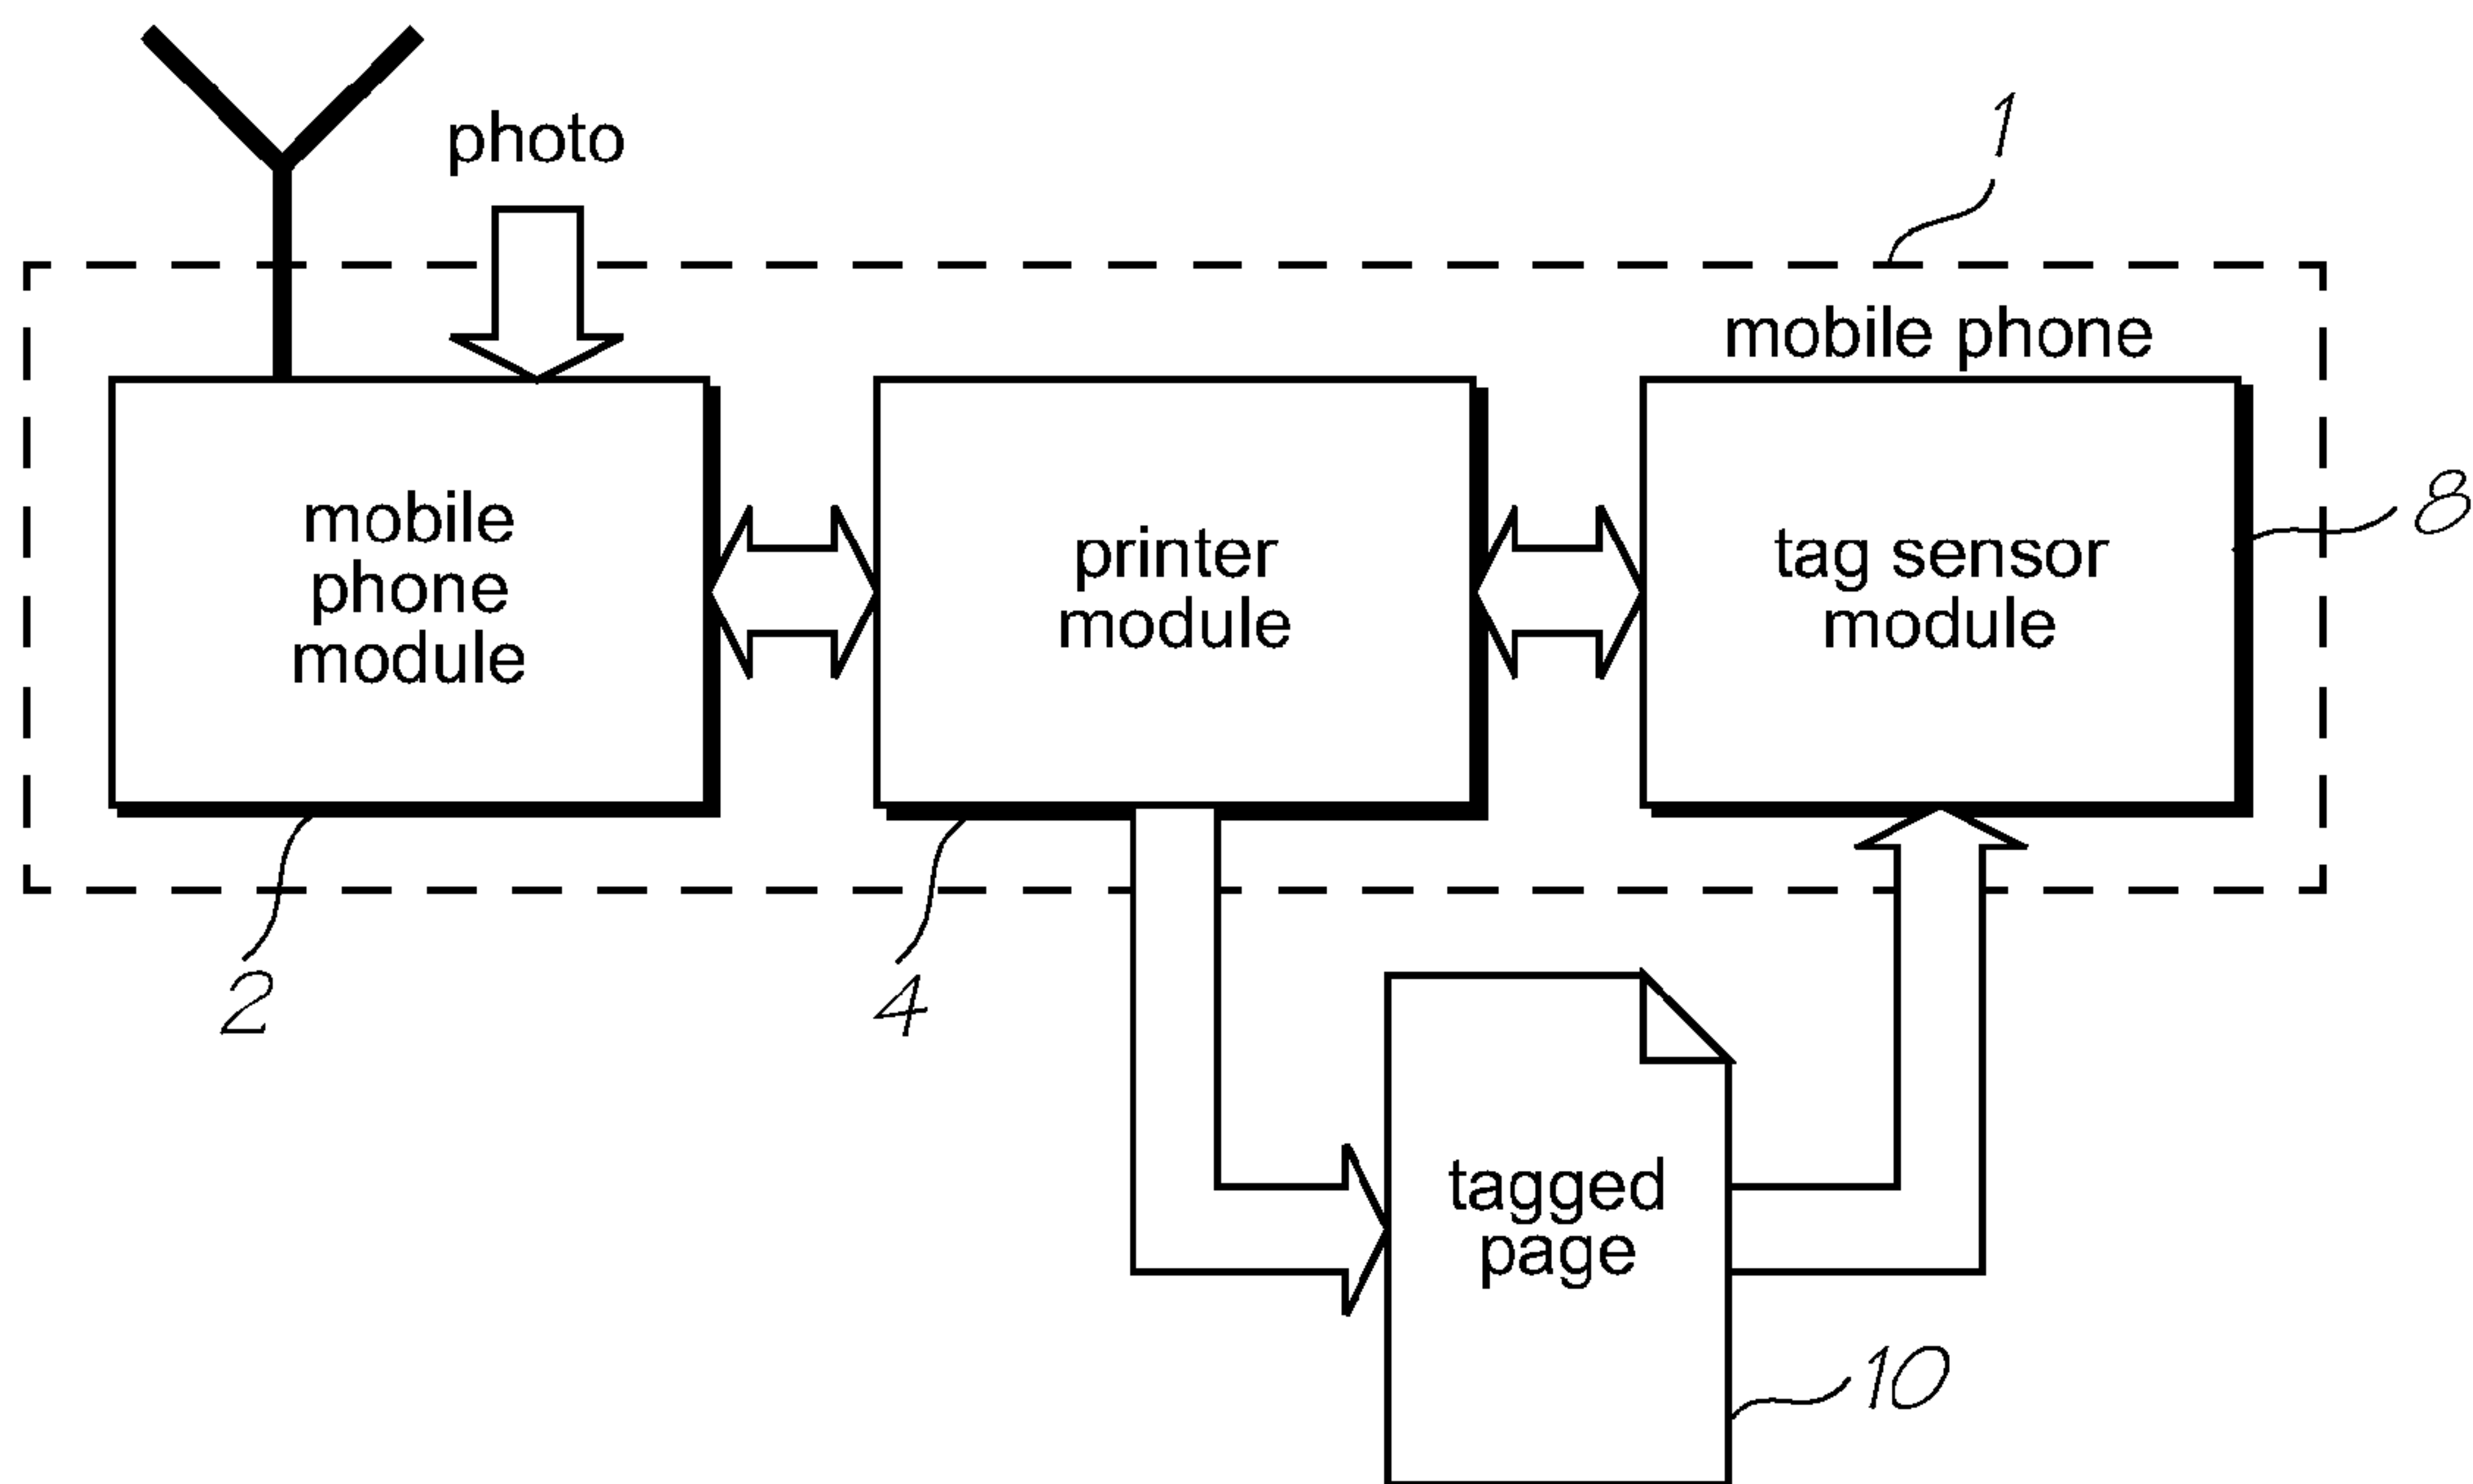 photo
1
mobile phone
mobile
phone
module
printer
module
tag sensor
module
8
2
4
tagged
page
10